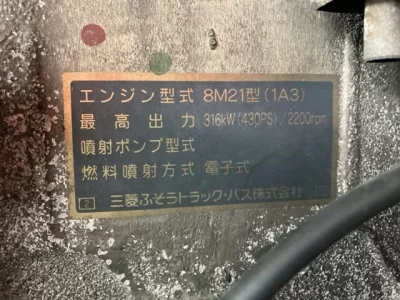 エンジン型式 8M21型(1A3)
最高出力 316kW(430PS)/2200rpm
噴射ポンプ型式
燃料噴射方式 電子式
2 三菱ふそうトラック・バス株式会社